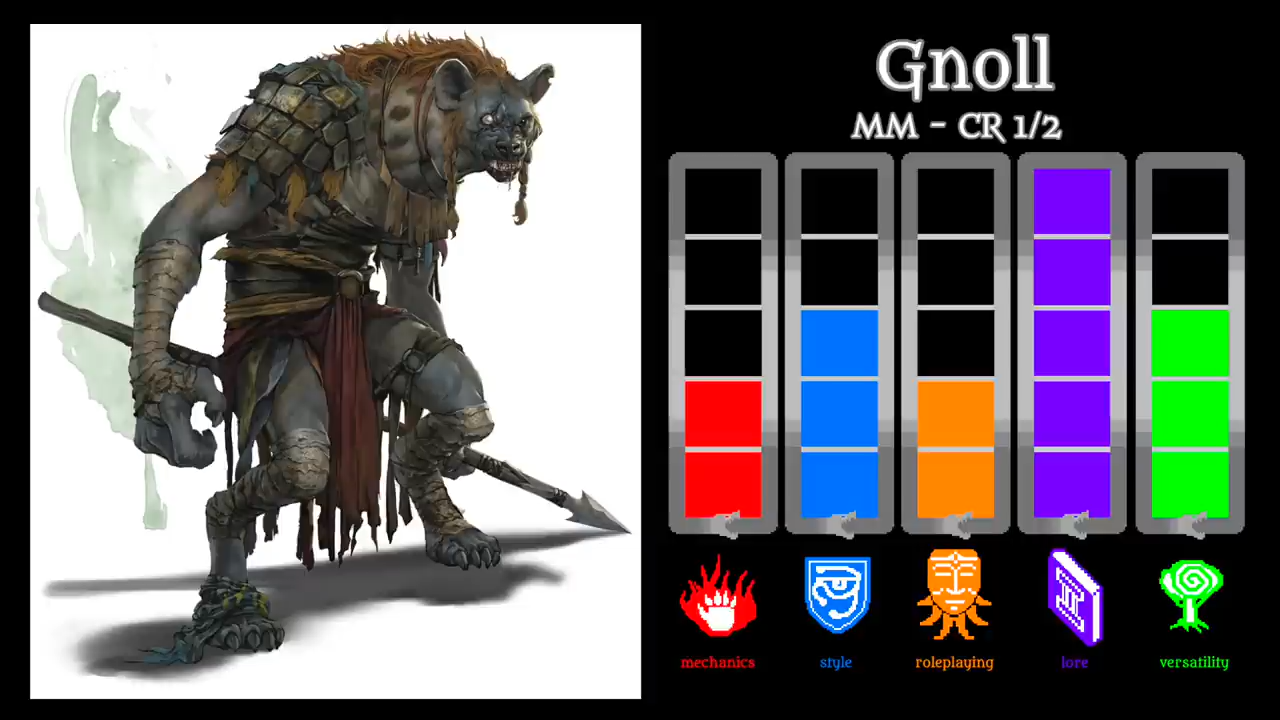 Gnoll
MM - CR 1/2
mechanics
style
roleplaying
lore
versatility